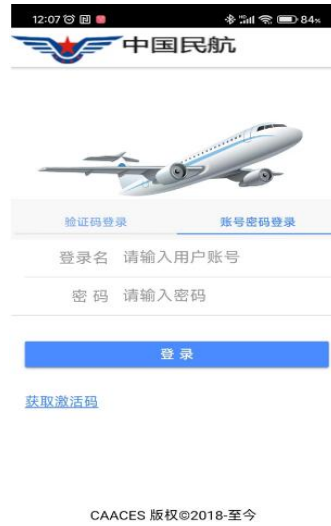 12:07 84%
中国民航
验证码登录 账号密码登录
登录名 请输入用户账号
密 码 请输入密码
登 录
获取激活码
CAACES 版权©2018-至今